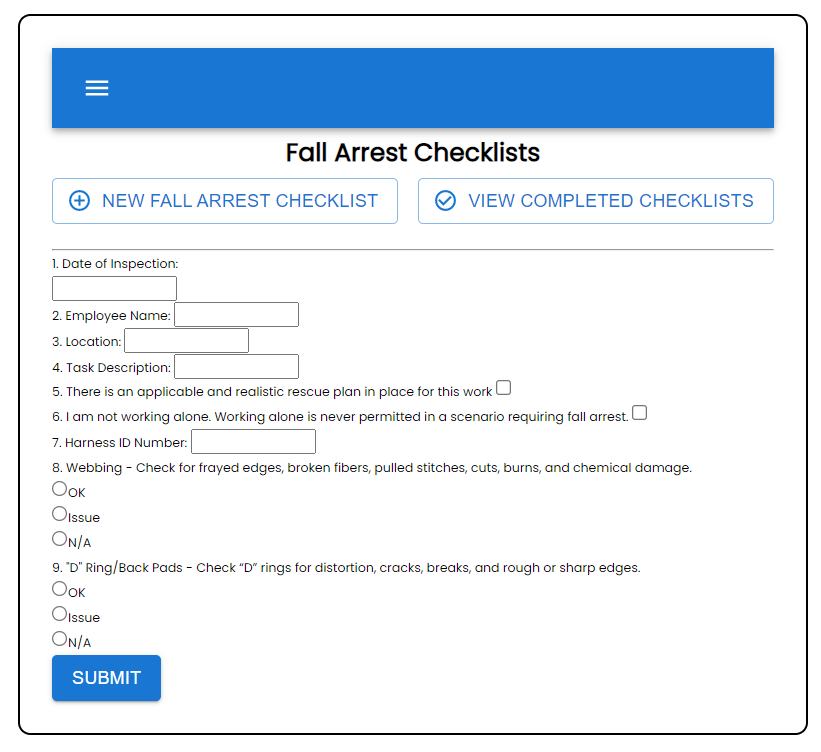 Fall Arrest Checklists
NEW FALL ARREST CHECKLIST
VIEW COMPLETED CHECKLISTS
1. Date of Inspection:
2. Employee Name:
3. Location:
4. Task Description:
5. There is an applicable and realistic rescue plan in place for this work
6. I am not working alone. Working alone is never permitted in a scenario requiring fall arrest.
7. Harness ID Number:
8. Webbing - Check for frayed edges, broken fibers, pulled stitches, cuts, burns, and chemical damage.
OK
Issue
N/A
9. "D" Ring/Back Pads - Check “D” rings for distortion, cracks, breaks, and rough or sharp edges.
OK
Issue
N/A
SUBMIT